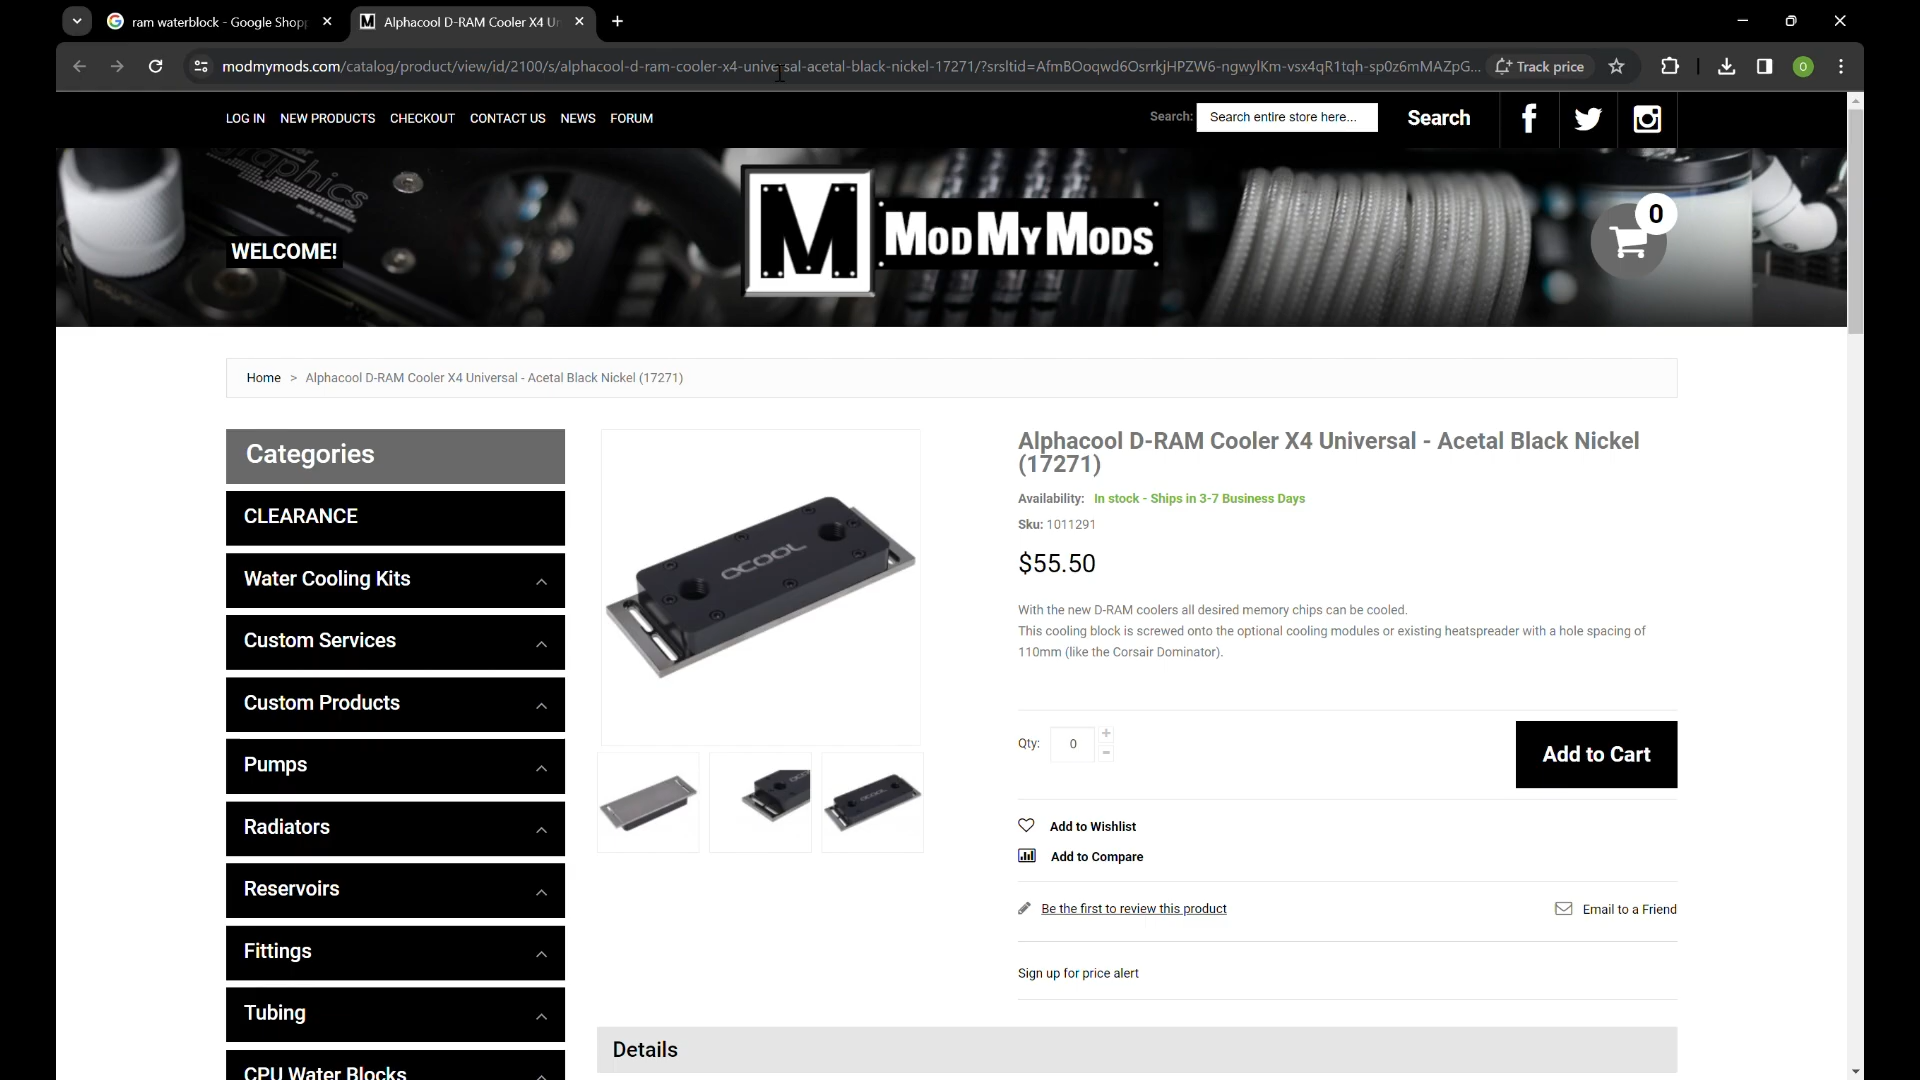 ram waterblock - Google Shopp
Alphacool D-RAM Cooler X4 Un
modmymods.com/catalog/product/view/id/2100/s/alphacool-d-ram-cooler-x4-universal-acetal-black-nickel-17271/?srsltid=AfmBOoqwd6OsrrkjHPZW6-ngwyIKm-vsx4qR1tqh-sp0z6mMAZpG...
Track price
O
LOG IN NEW PRODUCTS CHECKOUT CONTACT US NEWS FORUM
Search: Search entire store here... Search
graphics
made in germany
WELCOME!
M MODMYMODS
0
Home > Alphacool D-RAM Cooler X4 Universal - Acetal Black Nickel (17271)
Categories
CLEARANCE
Water Cooling Kits
Custom Services
Custom Products
Pumps
Radiators
Reservoirs
Fittings
Tubing
CPU Water Blocks
αCOOL
Alphacool D-RAM Cooler X4 Universal - Acetal Black Nickel
(17271)
Availability: In stock - Ships in 3-7 Business Days
Sku: 1011291
$55.50
With the new D-RAM coolers all desired memory chips can be cooled.
This cooling block is screwed onto the optional cooling modules or existing heatspreader with a hole spacing of
110mm (like the Corsair Dominator).
Qty: 0 + -
Add to Cart
Add to Wishlist
Add to Compare
Be the first to review this product
Email to a Friend
Sign up for price alert
Details